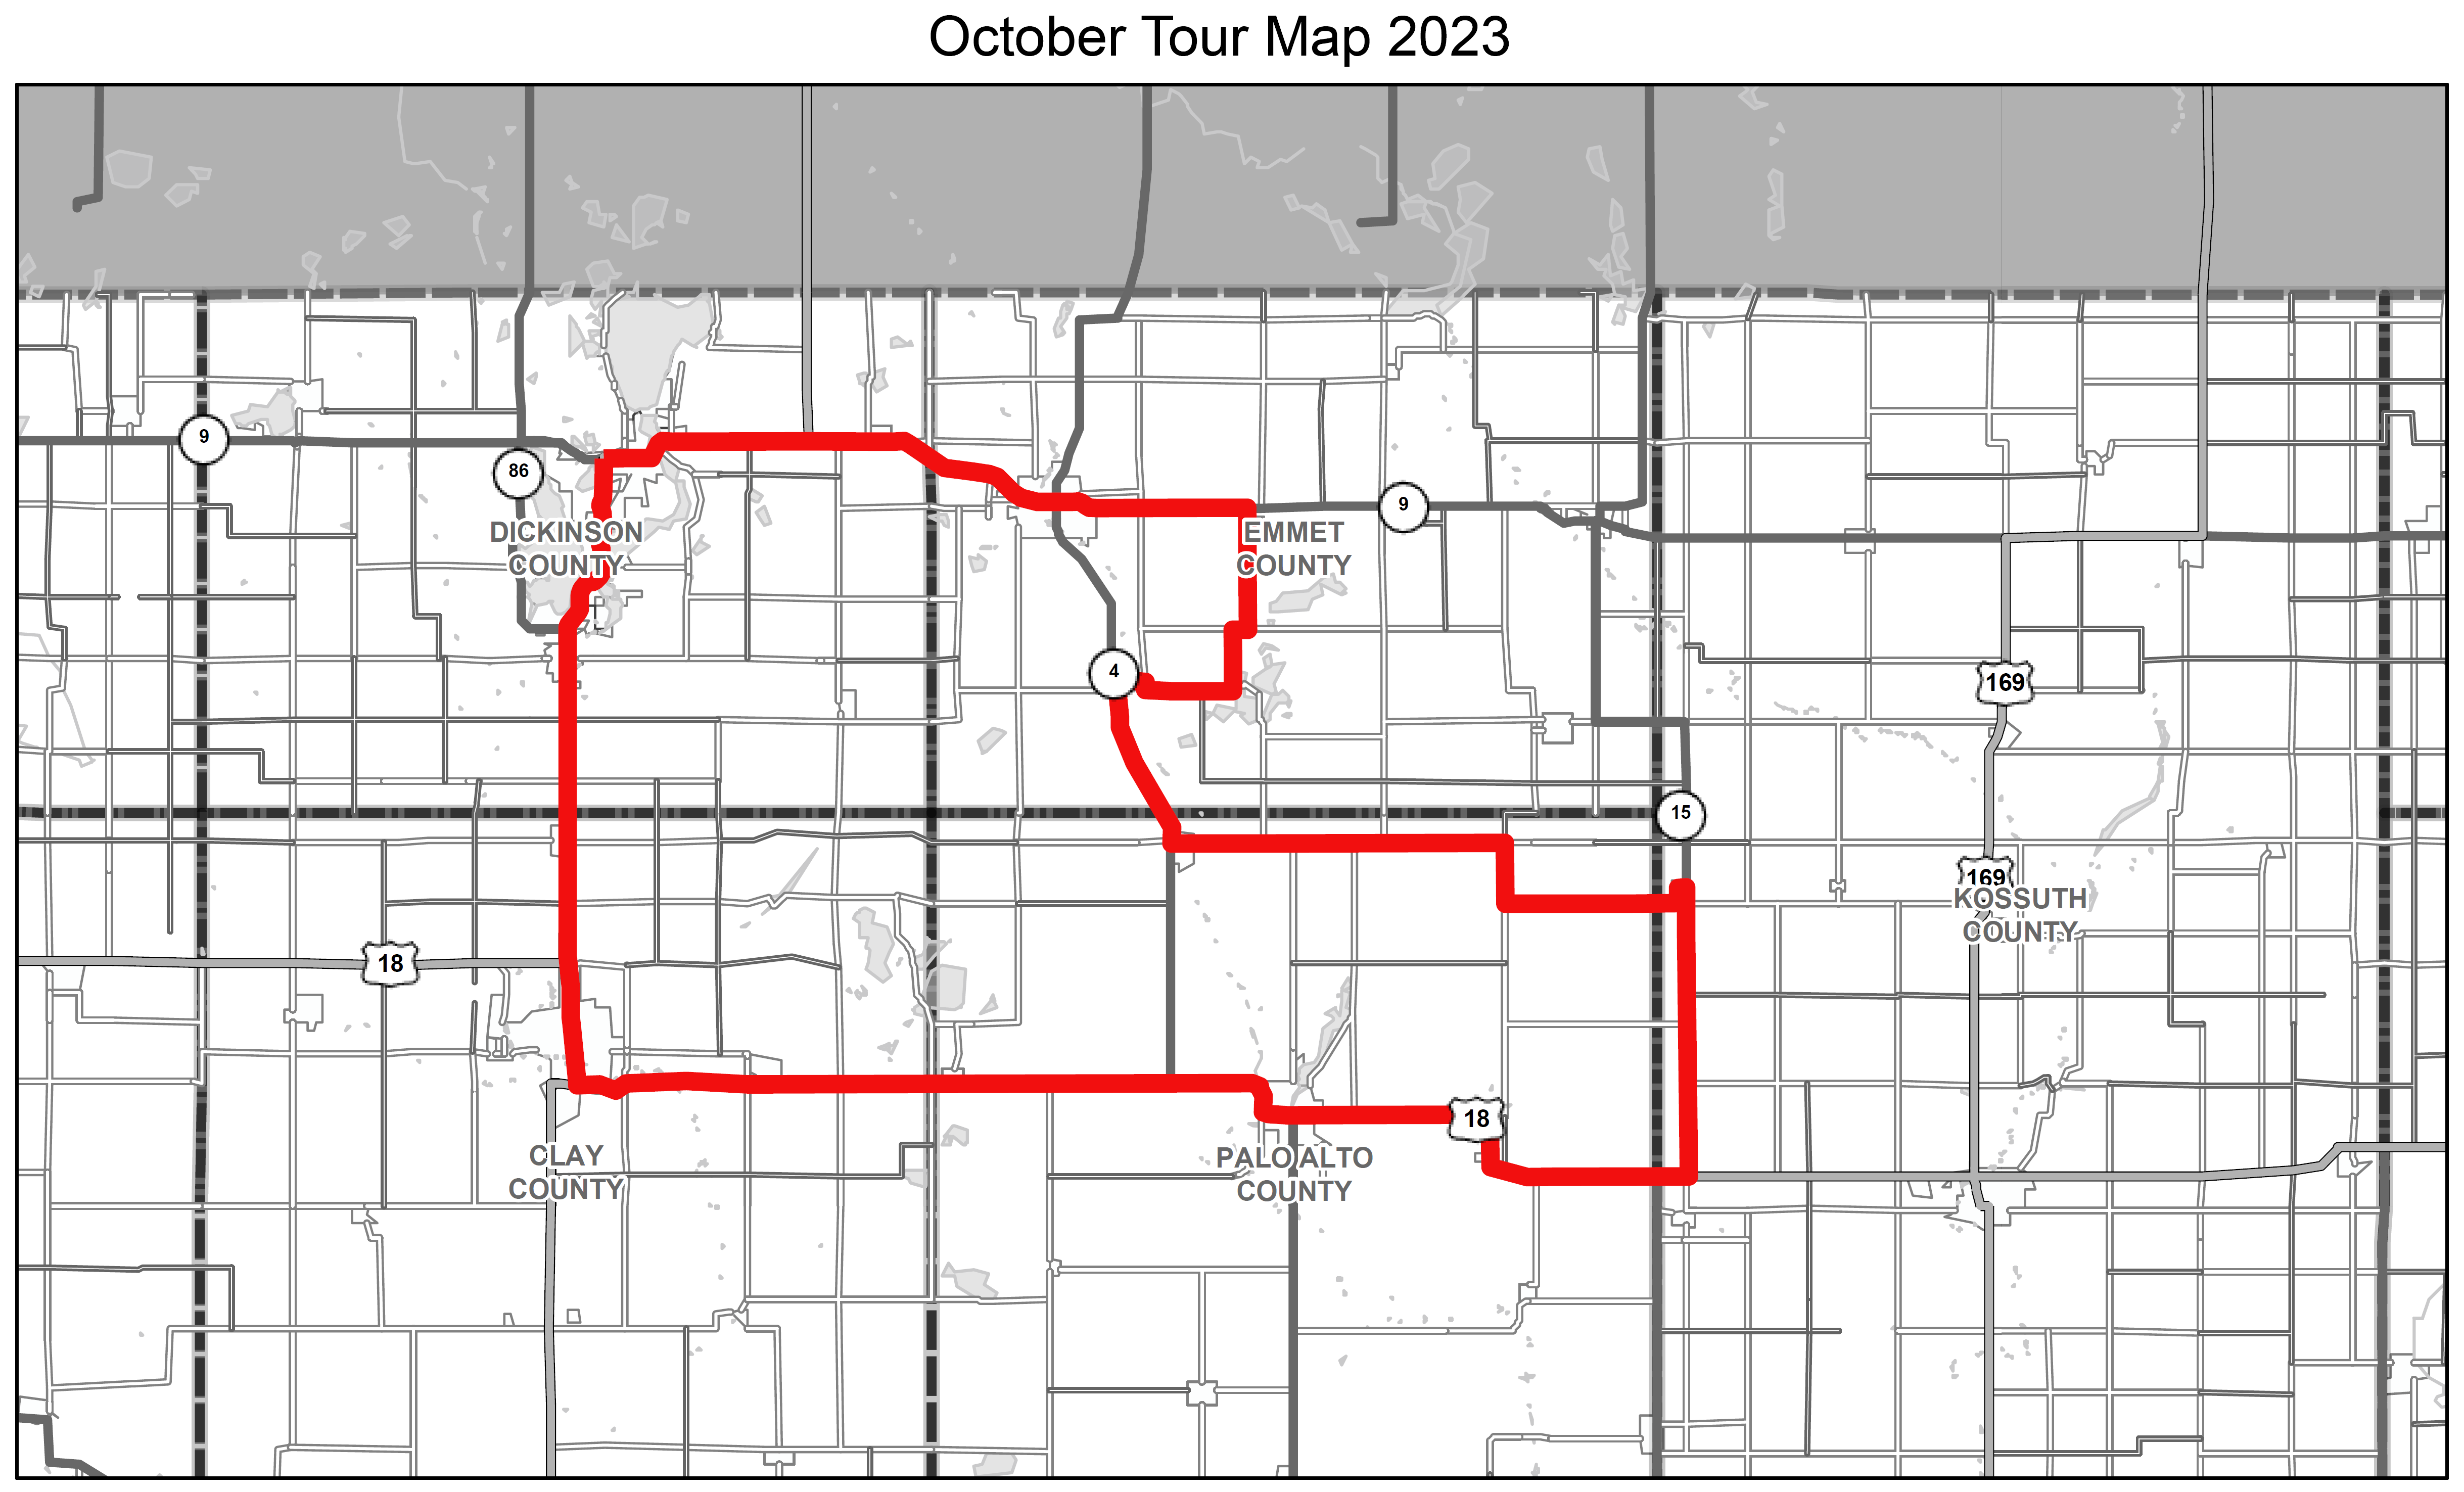 October Tour Map 2023
9
86
9
DICKINSON
COUNTY
EMMET
COUNTY
4
169
15
169
KOSSUTH
COUNTY
18
18
CLAY
COUNTY
PALO ALTO
COUNTY